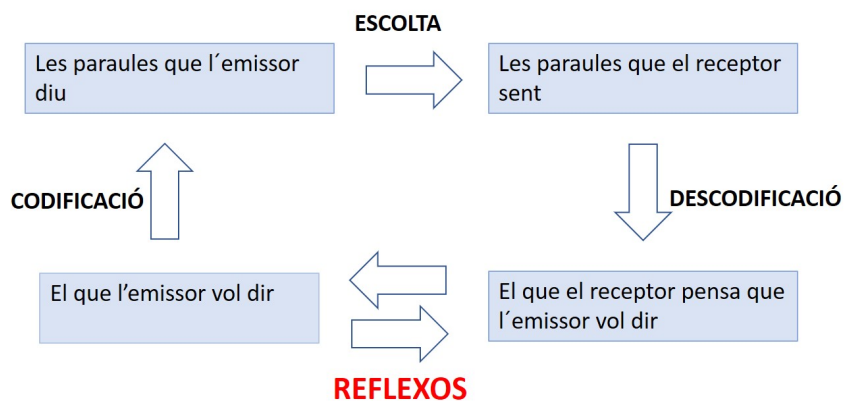 ESCOLTA
Les paraules que l´emissor
diu
Les paraules que el receptor
sent
CODIFICACIÓ
DESCODIFICACIÓ
El que l’emissor vol dir
El que el receptor pensa que
l´emissor vol dir
REFLEXOS